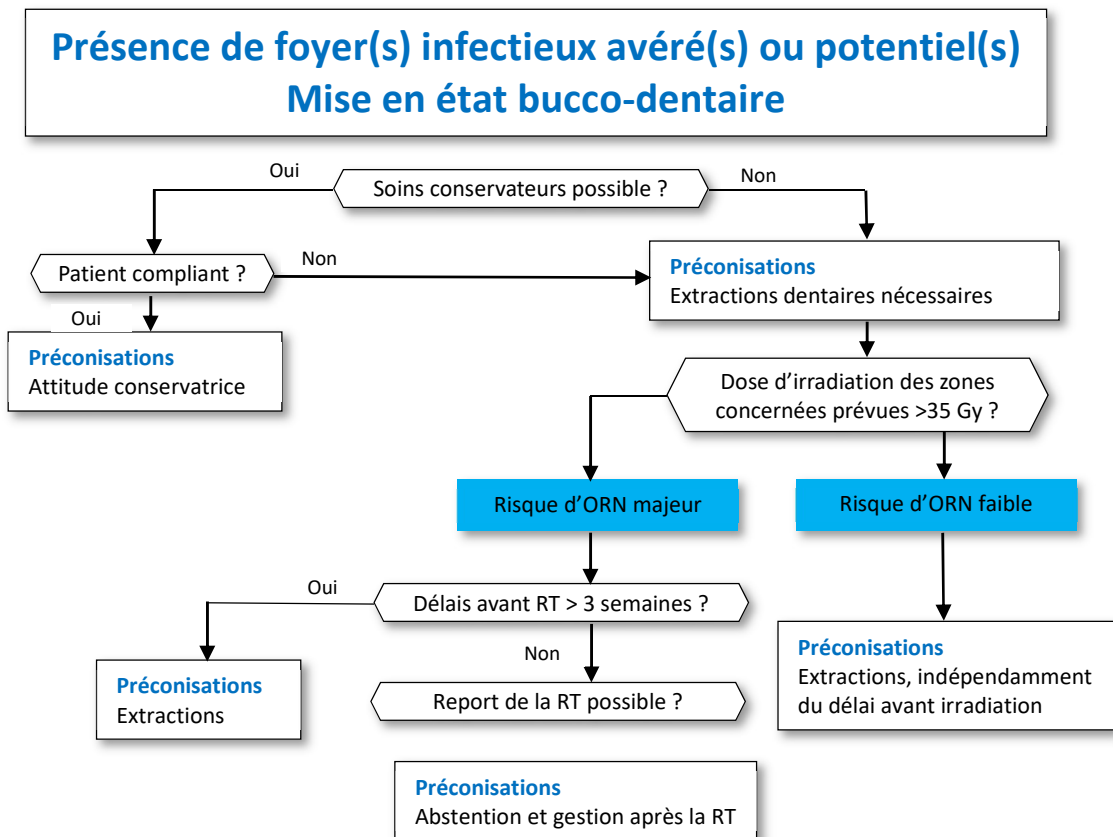 Présence de foyer(s) infectieux avéré(s) ou potentiel(s)
Mise en état bucco-dentaire
Oui
Soins conservateurs possible ?
Non
Patient compliant ?
Non
Préconisations
Extractions dentaires nécessaires
Oui
Préconisations
Attitude conservatrice
Dose d'irradiation des zones
concernées prévues >35 Gy ?
Risque d'ORN majeur
Risque d'ORN faible
Oui
Délais avant RT > 3 semaines ?
Non
Préconisations
Extractions
Report de la RT possible ?
Préconisations
Extractions, indépendamment
du délai avant irradiation
Préconisations
Abstention et gestion après la RT